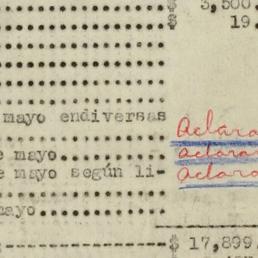 $ 3,500.
$ 19.
mayo endiversas
Aclara
e mayo........ aclara
e mayo según li- aclara
mayo...........
$ 17,899.